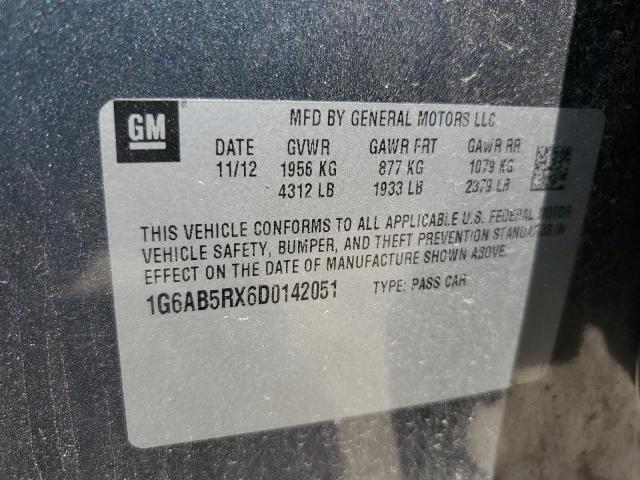 GM
MFD BY GENERAL MOTORS LLC
DATE GVWR GAWR FRT GAWR RR
11/12 1956 KG 877 KG 1079 KG
4312 LB 1933 LB 2379 LB
THIS VEHICLE CONFORMS TO ALL APPLICABLE U.S. FEDERAL MOTOR
VEHICLE SAFETY, BUMPER, AND THEFT PREVENTION STANDARDS IN
EFFECT ON THE DATE OF MANUFACTURE SHOWN ABOVE.
1G6AB5RX6D0142051 TYPE: PASS CAR